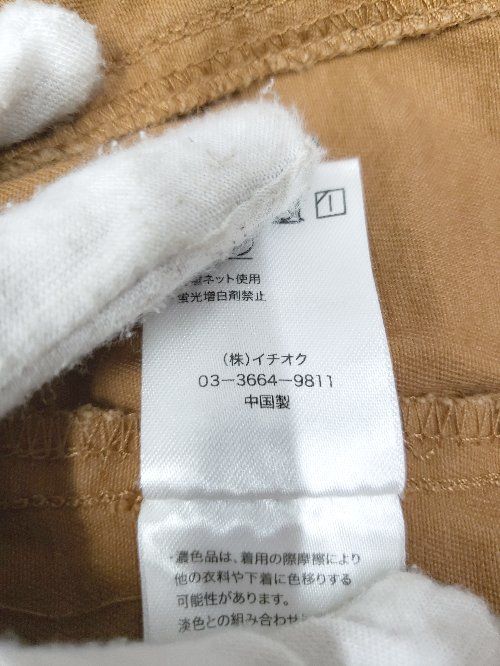 ネット使用
蛍光増白剤禁止
(株)イチオク
03-3664-9811
中国製
・濃色品は、着用の際摩擦により
他の衣料や下着に色移りする
可能性があります。
淡色との組み合わせ